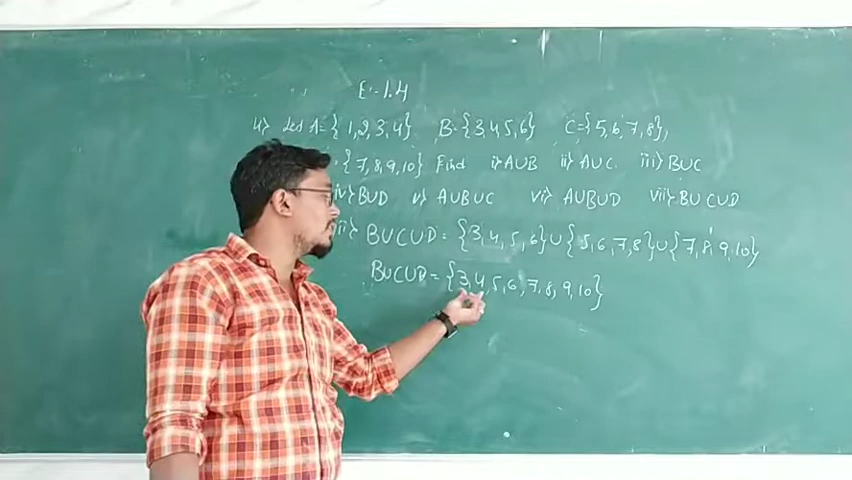 Ex-1.4
4> Let A={1,2,3,4} B={3,4,5,6} C={5,6,7,8},
={7,8,9,10} Find i> AUB ii> AUC iii> BUC
iv> BUD v> AUBUC vi> AUBUD vii> BUCUD
ii> BUCUD = {3,4,5,6}U{5,6,7,8}U{7,8,9,10}
BUCUD = {3,4,5,6,7,8,9,10}